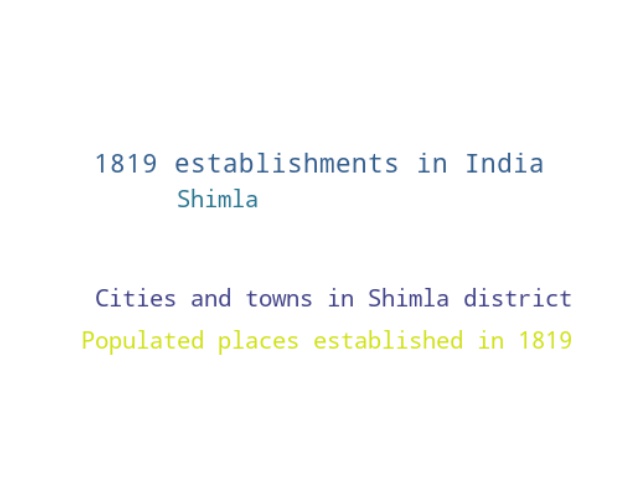 1819 establishments in India
Shimla
Cities and towns in Shimla district
Populated places established in 1819